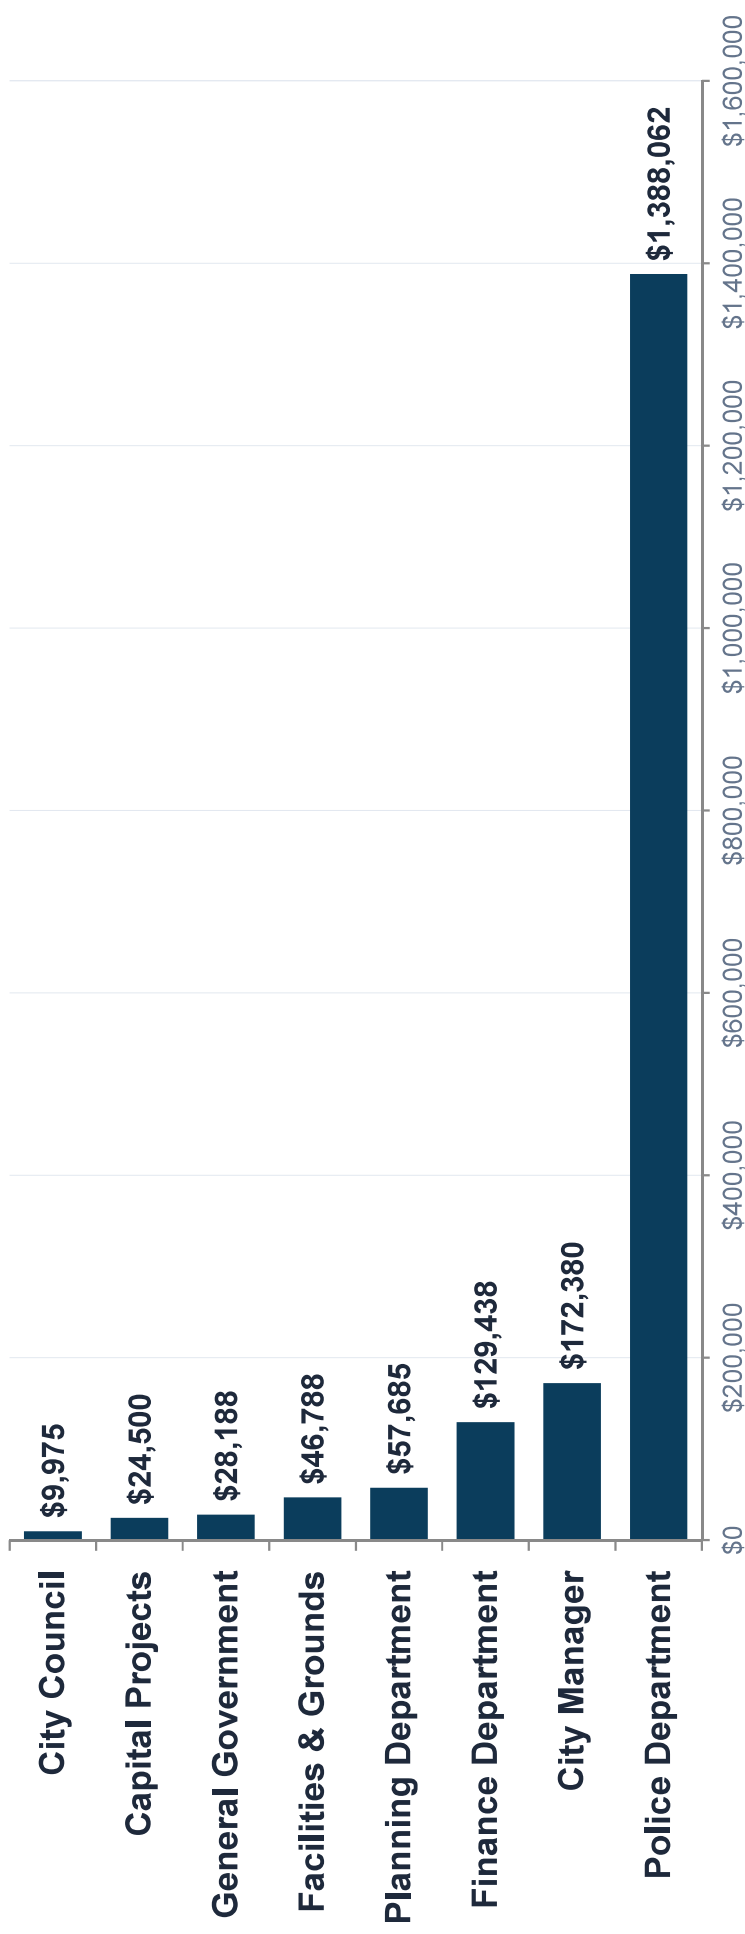 City Council
$9,975
Capital Projects
$24,500
General Government
$28,188
Facilities & Grounds
$46,788
Planning Department
$57,685
Finance Department
$129,438
City Manager
$172,380
Police Department
$1,388,062
$0
$200,000
$400,000
$600,000
$800,000
$1,000,000
$1,200,000
$1,400,000
$1,600,000